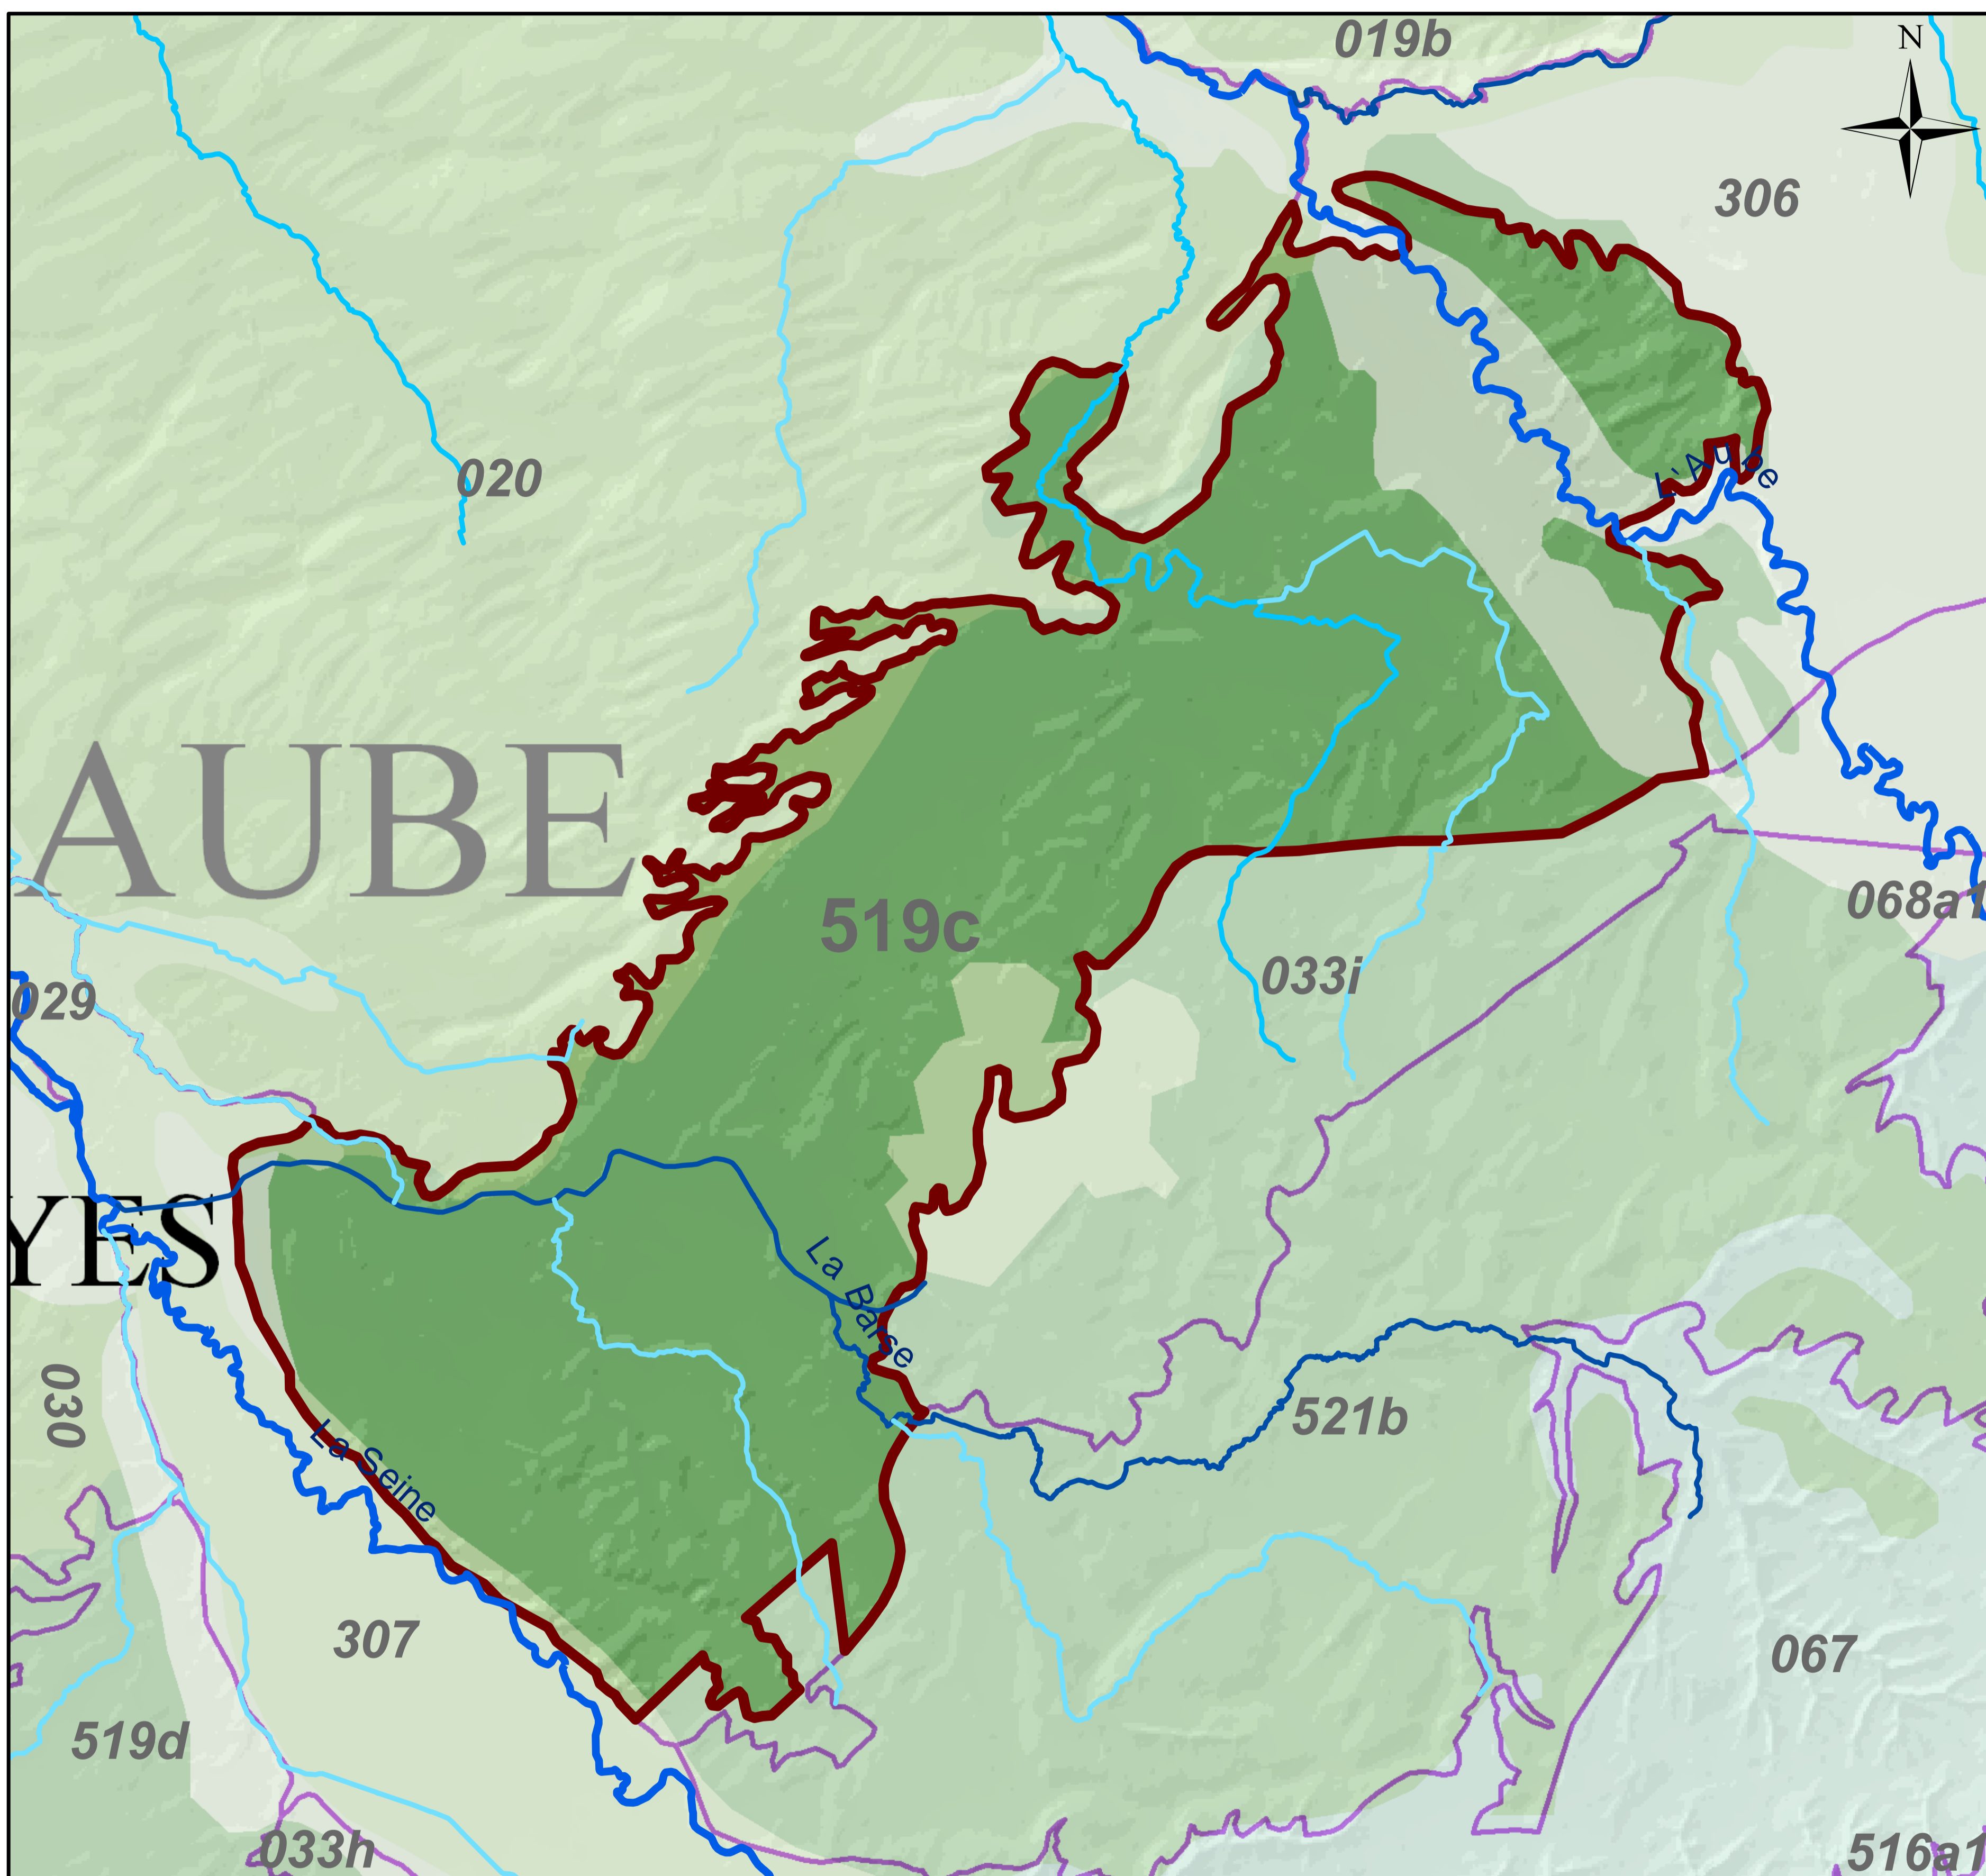 019b
N
306
020
L'Aube
AUBE
519c
068a1
033i
029
YES
La Barse
030
521b
La Seine
307
067
519d
033h
516a1